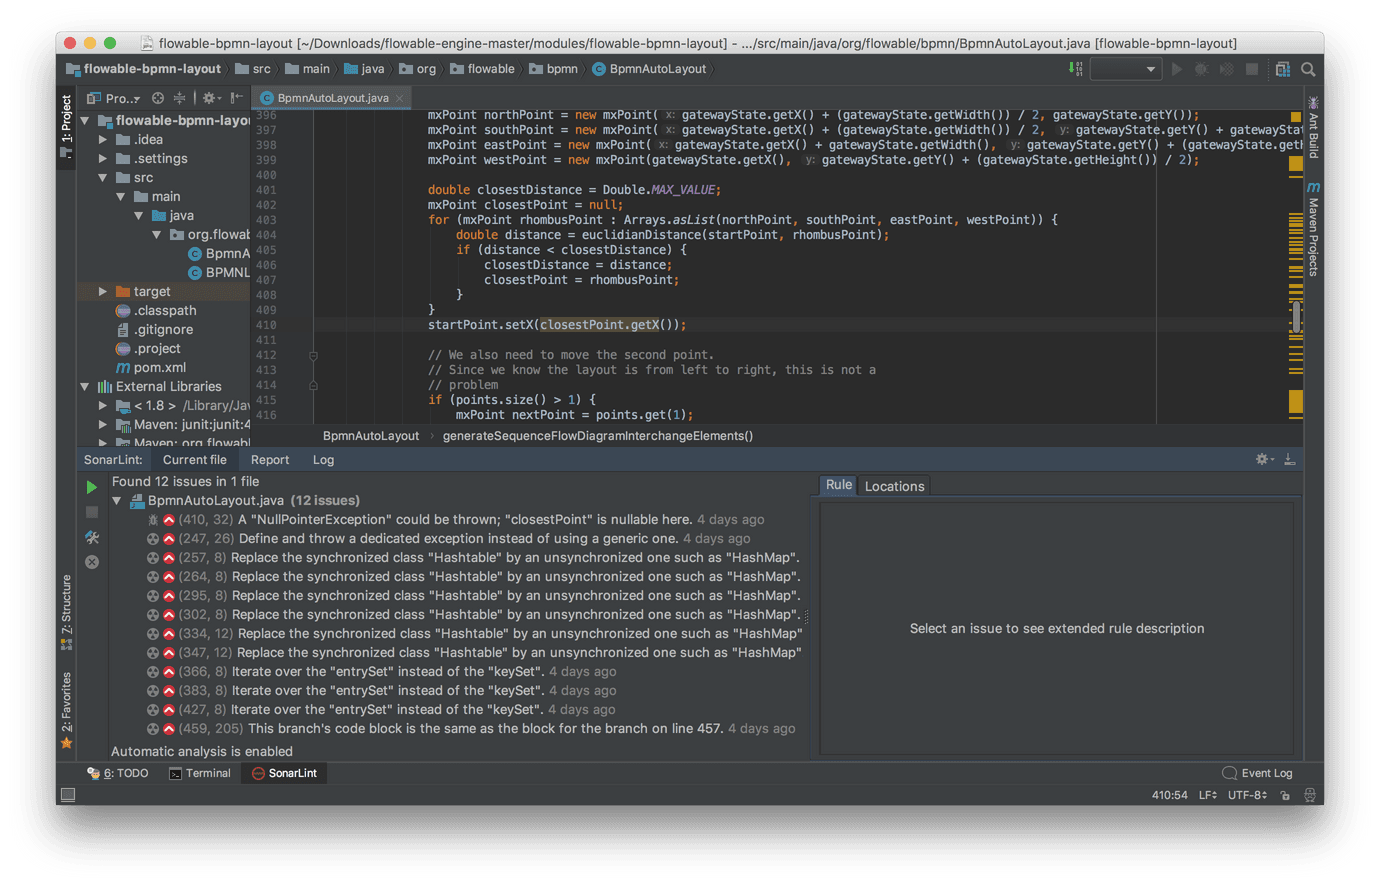 flowable-bpmn-layout [~/Downloads/flowable-engine-master/modules/flowable-bpmn-layout] - .../src/main/java/org/flowable/bpmn/BpmnAutoLayout.java [flowable-bpmn-layout]
flowable-bpmn-layout src main java org flowable bpmn BpmnAutoLayout
1: Project
Pro...
flowable-bpmn-layou
.idea
.settings
src
main
java
org.flowab
BpmnA
BPMNL
target
.classpath
.gitignore
.project
pom.xml
External Libraries
< 1.8 > /Library/Jav
Maven: junit:junit:4
Maven: org.flowabl
BpmnAutoLayout.java
396 mxPoint northPoint = new mxPoint( x: gatewayState.getX() + (gatewayState.getWidth()) / 2, gatewayState.getY());
397 mxPoint southPoint = new mxPoint( x: gatewayState.getX() + (gatewayState.getWidth()) / 2, y: gatewayState.getY() + gatewa
398 mxPoint eastPoint = new mxPoint( x: gatewayState.getX() + gatewayState.getWidth(), y: gatewayState.getY() + (gatewayState.getH
399 mxPoint westPoint = new mxPoint(gatewayState.getX(), y: gatewayState.getY() + (gatewayState.getHeight()) / 2);
400
401 double closestDistance = Double.MAX_VALUE;
402 mxPoint closestPoint = null;
403 for (mxPoint rhombusPoint : Arrays.asList(northPoint, southPoint, eastPoint, westPoint)) {
404 double distance = euclidianDistance(startPoint, rhombusPoint);
405 if (distance < closestDistance) {
406 closestDistance = distance;
407 closestPoint = rhombusPoint;
408 }
409 }
410 startPoint.setX(closestPoint.getX());
411
412 // We also need to move the second point.
413 // Since we know the layout is from left to right, this is not a
414 // problem
415 if (points.size() > 1) {
416 mxPoint nextPoint = points.get(1);
BpmnAutoLayout generateSequenceFlowDiagramInterchangeElements()
Ant Build
Maven Projects
SonarLint: Current file Report Log
Found 12 issues in 1 file
BpmnAutoLayout.java (12 issues)
(410, 32) A "NullPointerException" could be thrown; "closestPoint" is nullable here. 4 days ago
(247, 26) Define and throw a dedicated exception instead of using a generic one. 4 days ago
(257, 8) Replace the synchronized class "Hashtable" by an unsynchronized one such as "HashMap".
(264, 8) Replace the synchronized class "Hashtable" by an unsynchronized one such as "HashMap".
(295, 8) Replace the synchronized class "Hashtable" by an unsynchronized one such as "HashMap".
(302, 8) Replace the synchronized class "Hashtable" by an unsynchronized one such as "HashMap".
(334, 12) Replace the synchronized class "Hashtable" by an unsynchronized one such as "HashMap"
(347, 12) Replace the synchronized class "Hashtable" by an unsynchronized one such as "HashMap"
(366, 8) Iterate over the "entrySet" instead of the "keySet". 4 days ago
(383, 8) Iterate over the "entrySet" instead of the "keySet". 4 days ago
(427, 8) Iterate over the "entrySet" instead of the "keySet". 4 days ago
(459, 205) This branch's code block is the same as the block for the branch on line 457. 4 days ago
Automatic analysis is enabled
Rule Locations
Select an issue to see extended rule description
7: Structure
2: Favorites
6: TODO Terminal SonarLint Event Log
410:54 LF UTF-8